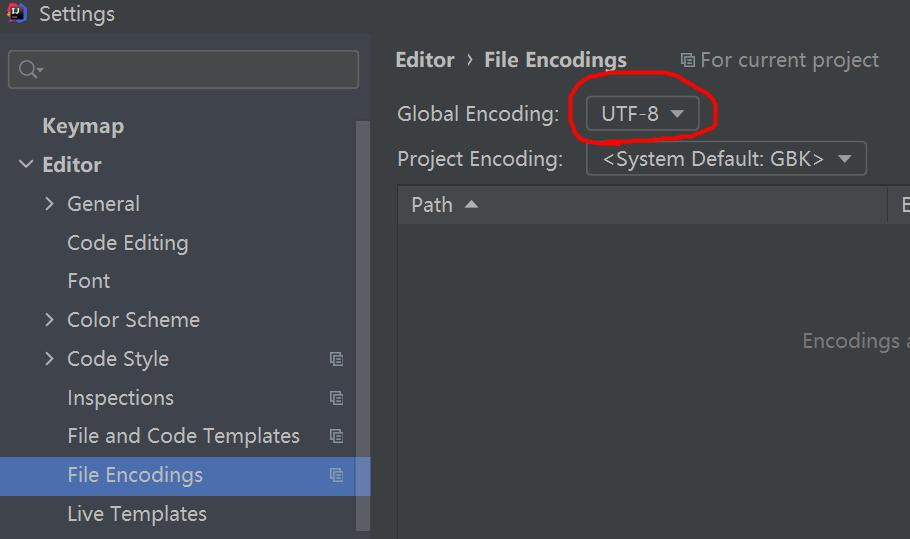 Settings
Keymap
Editor
General
Code Editing
Font
Color Scheme
Code Style
Inspections
File and Code Templates
File Encodings
Live Templates
Editor › File Encodings For current project
Global Encoding: UTF-8
Project Encoding: <System Default: GBK>
Path
Encodings